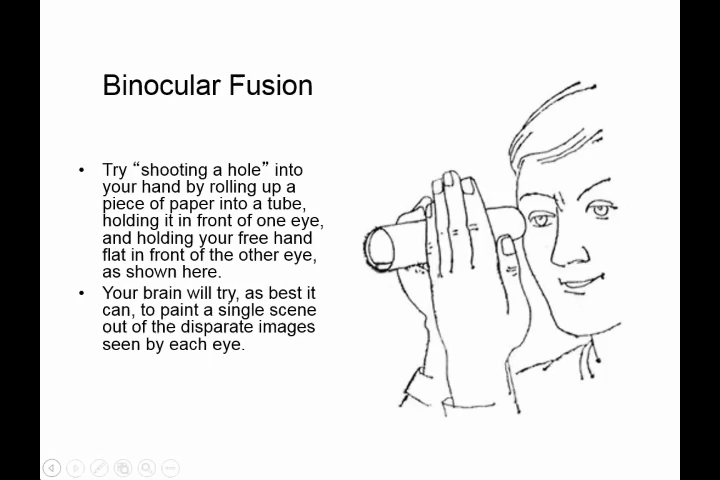 Binocular Fusion
• Try “shooting a hole” into
your hand by rolling up a
piece of paper into a tube,
holding it in front of one eye,
and holding your free hand
flat in front of the other eye,
as shown here.
• Your brain will try, as best it
can, to paint a single scene
out of the disparate images
seen by each eye.